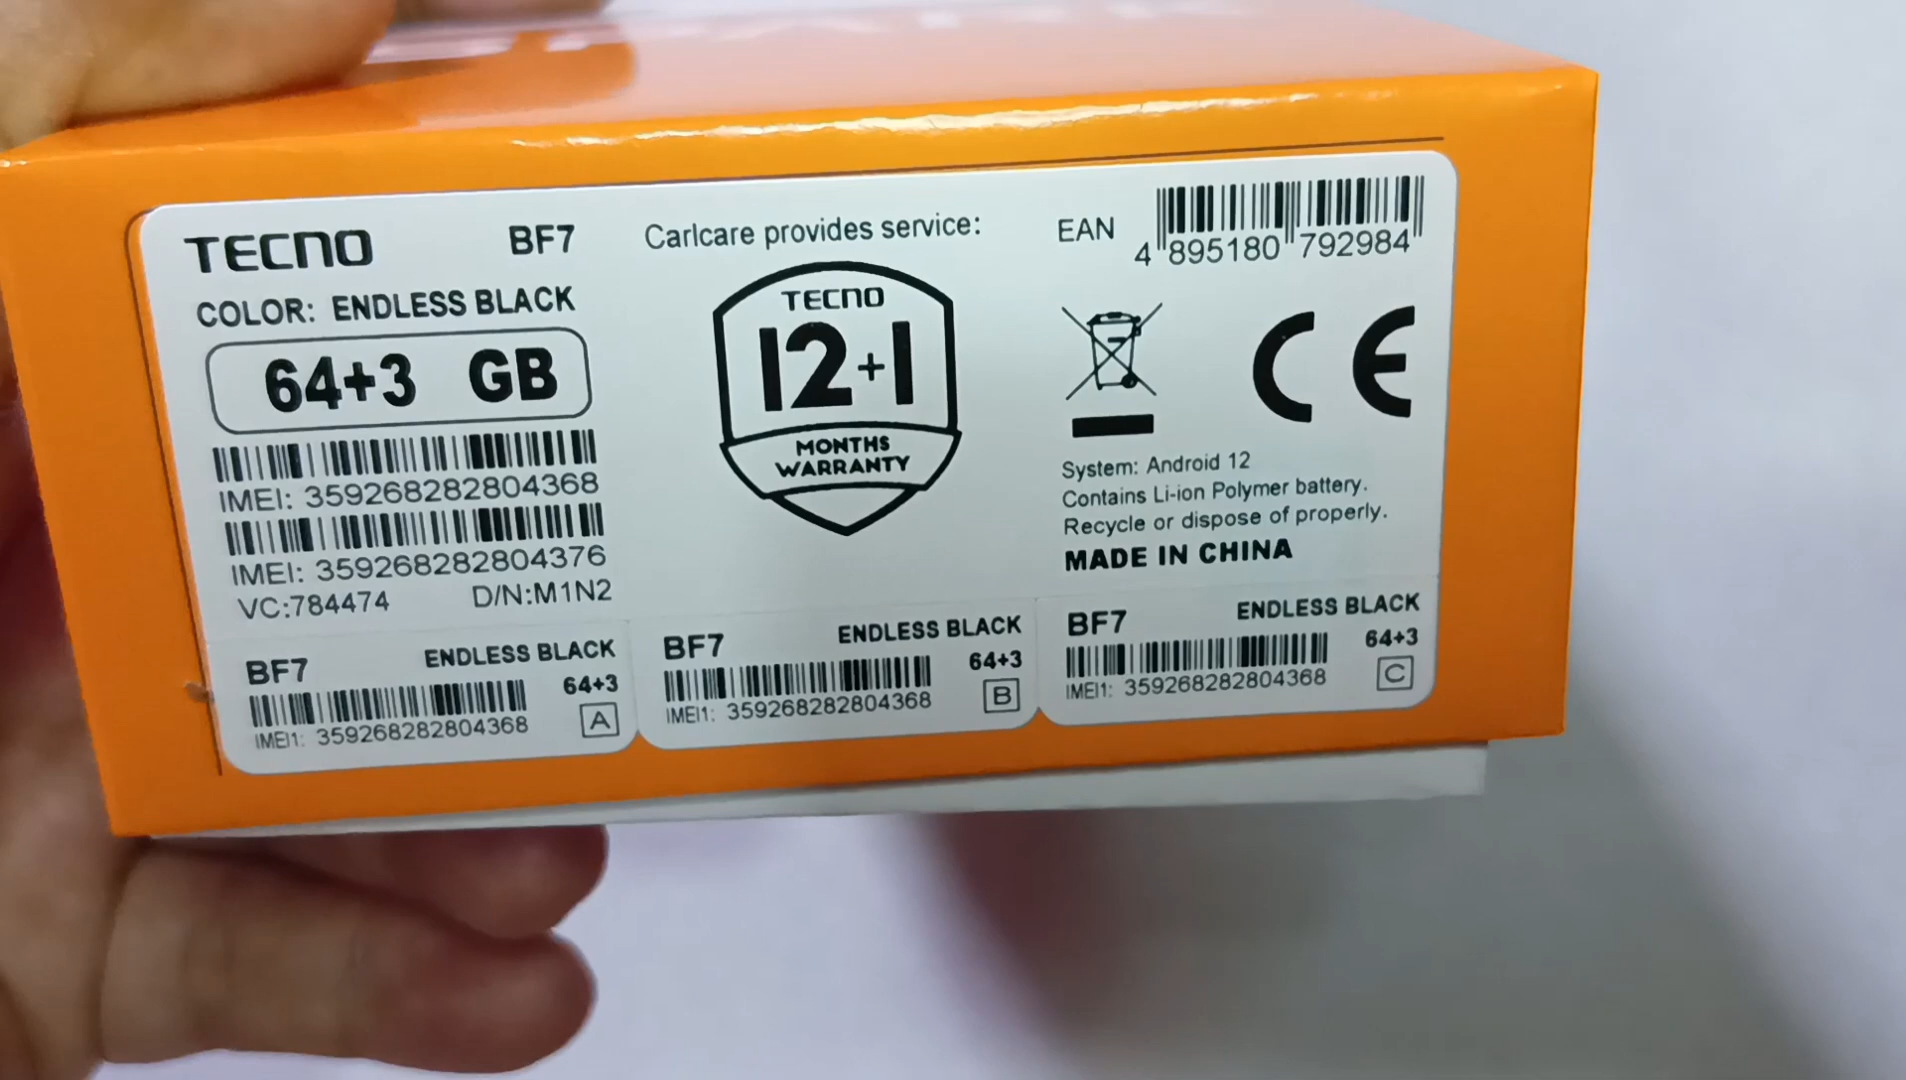 TECNO BF7
COLOR: ENDLESS BLACK
64+3 GB
IMEI: 359268282804368
IMEI: 359268282804376
VC:784474 D/N:M1N2
Carlcare provides service:
TECNO
12+1
MONTHS
WARRANTY
EAN
4 895180 792984
CE
System: Android 12
Contains Li-ion Polymer battery.
Recycle or dispose of properly.
MADE IN CHINA
BF7 ENDLESS BLACK
64+3
IMEI1: 359268282804368 A
BF7 ENDLESS BLACK
64+3
IMEI1: 359268282804368 B
BF7 ENDLESS BLACK
64+3
IMEI1: 359268282804368 C